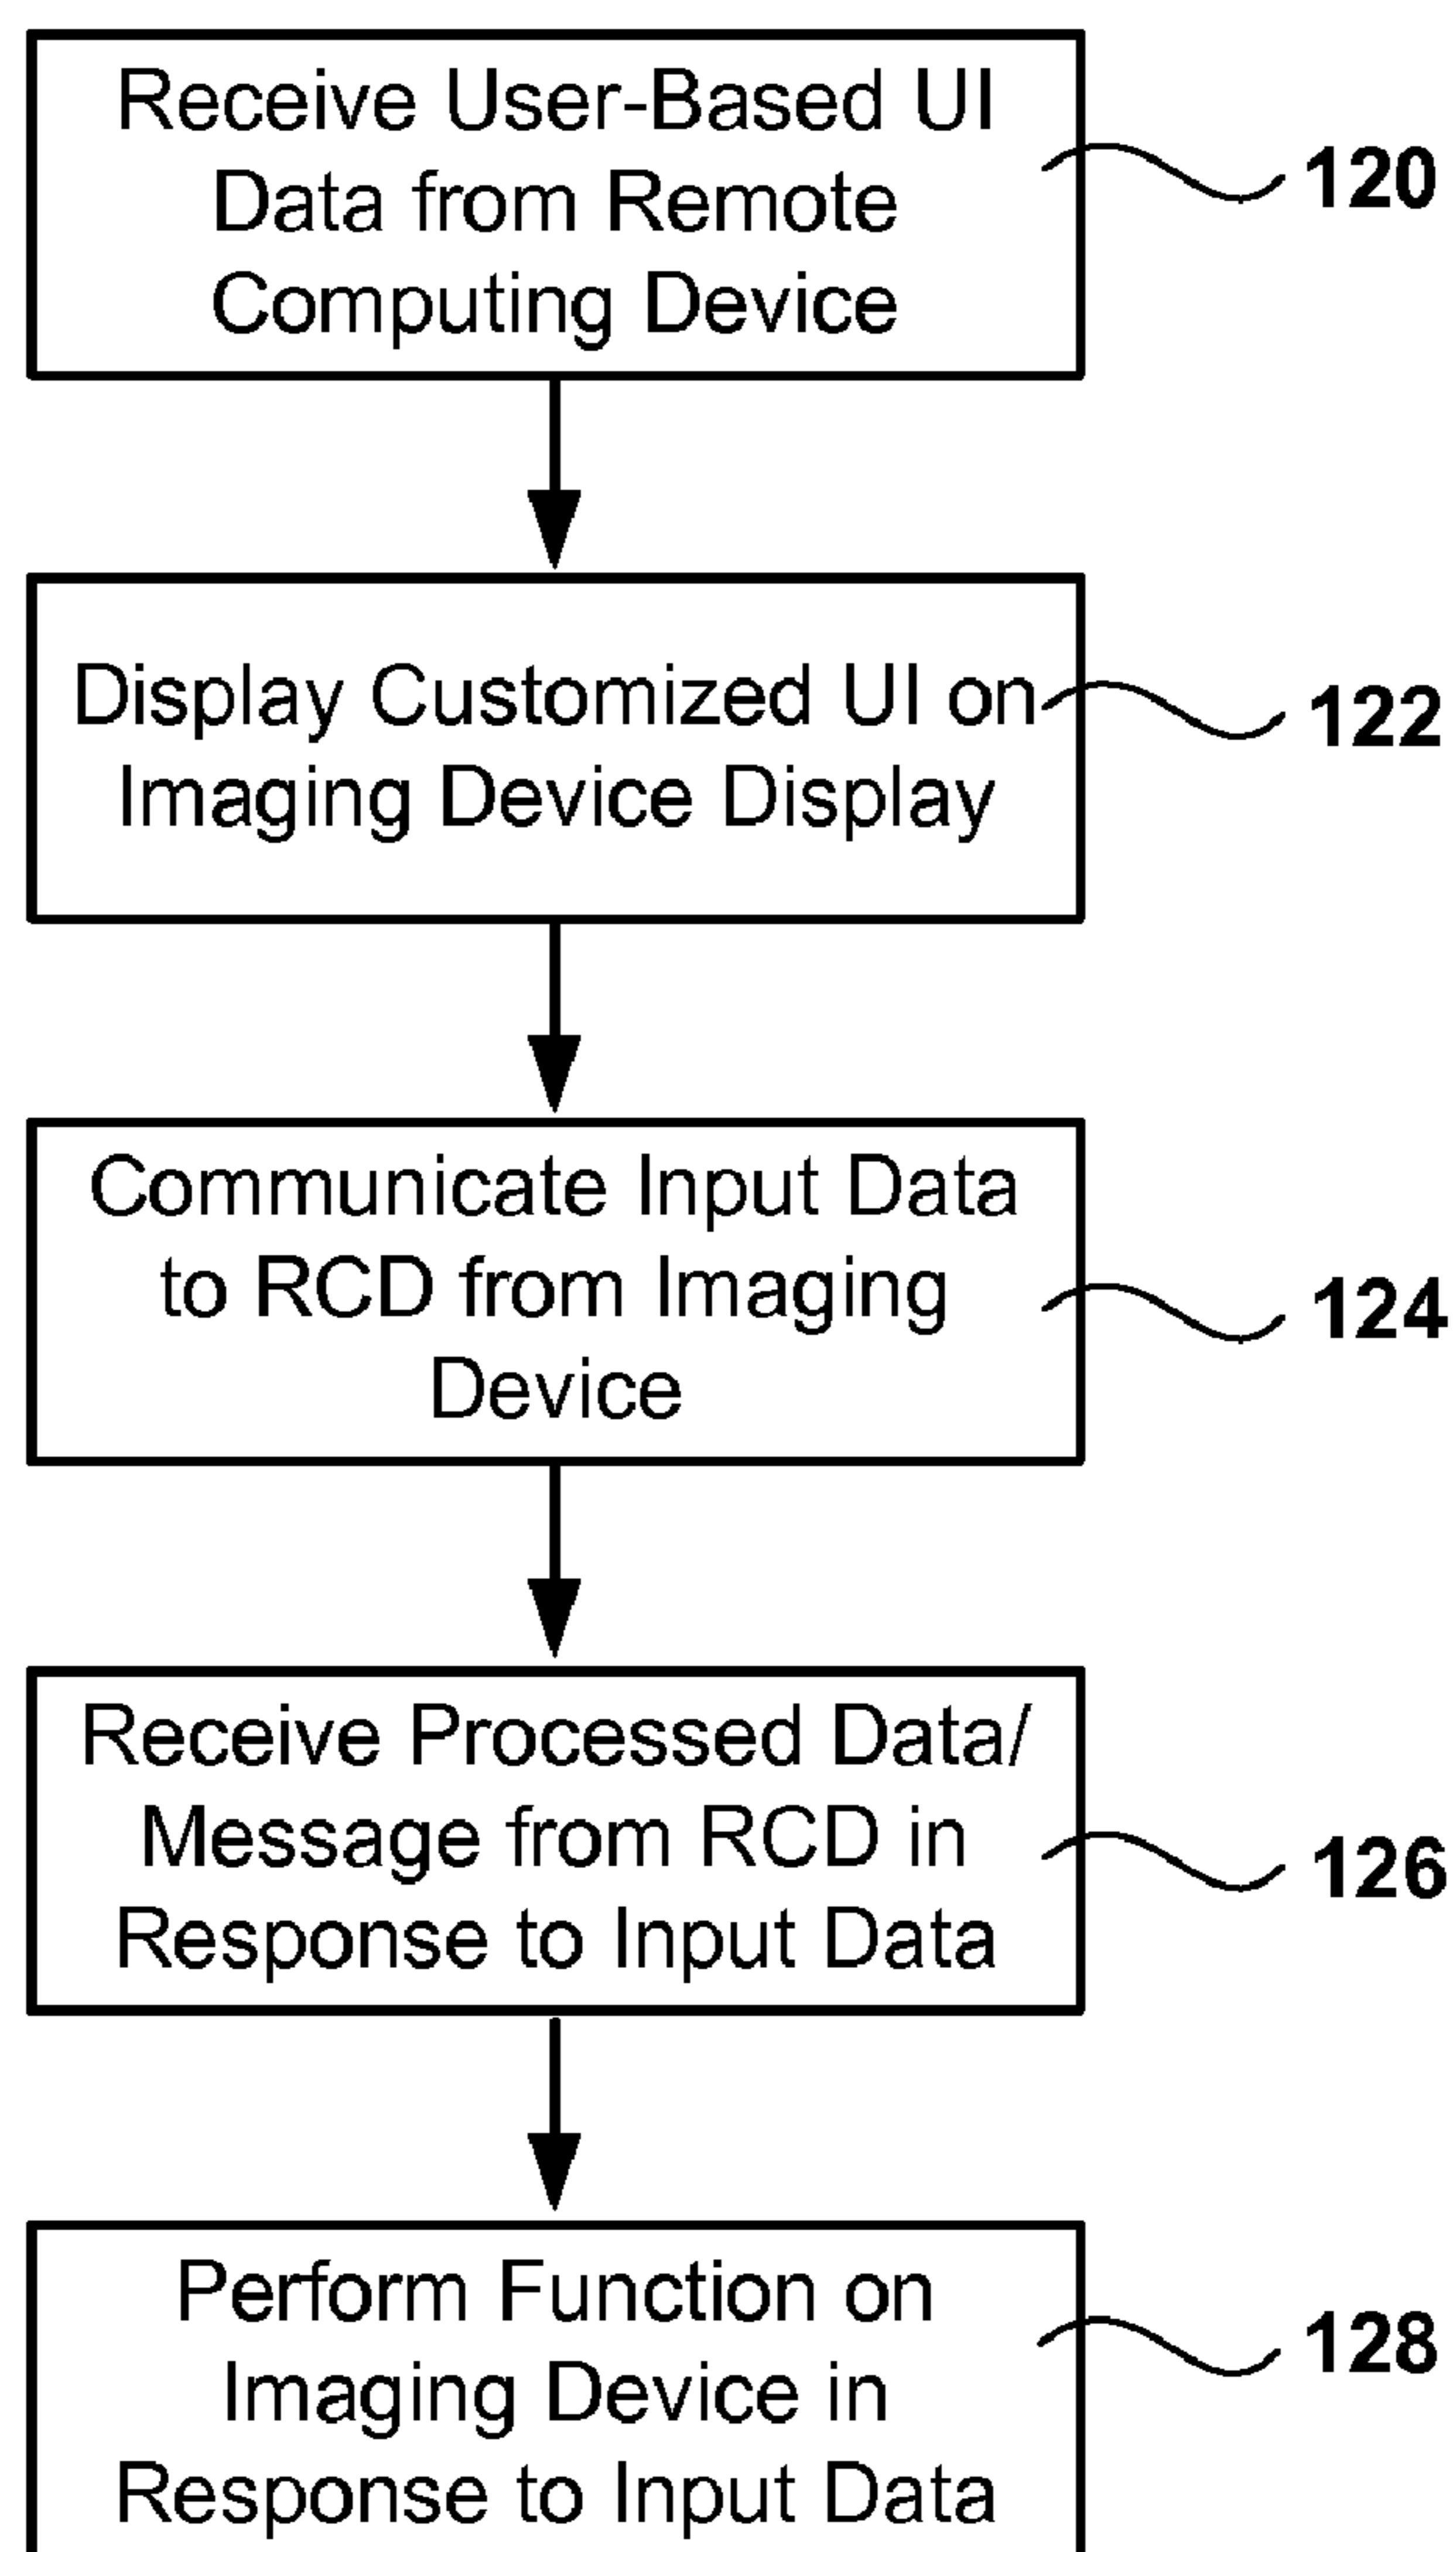 Receive User-Based UI
Data from Remote
Computing Device
120
Display Customized UI on
Imaging Device Display
122
Communicate Input Data
to RCD from Imaging
Device
124
Receive Processed Data/
Message from RCD in
Response to Input Data
126
Perform Function on
Imaging Device in
Response to Input Data
128